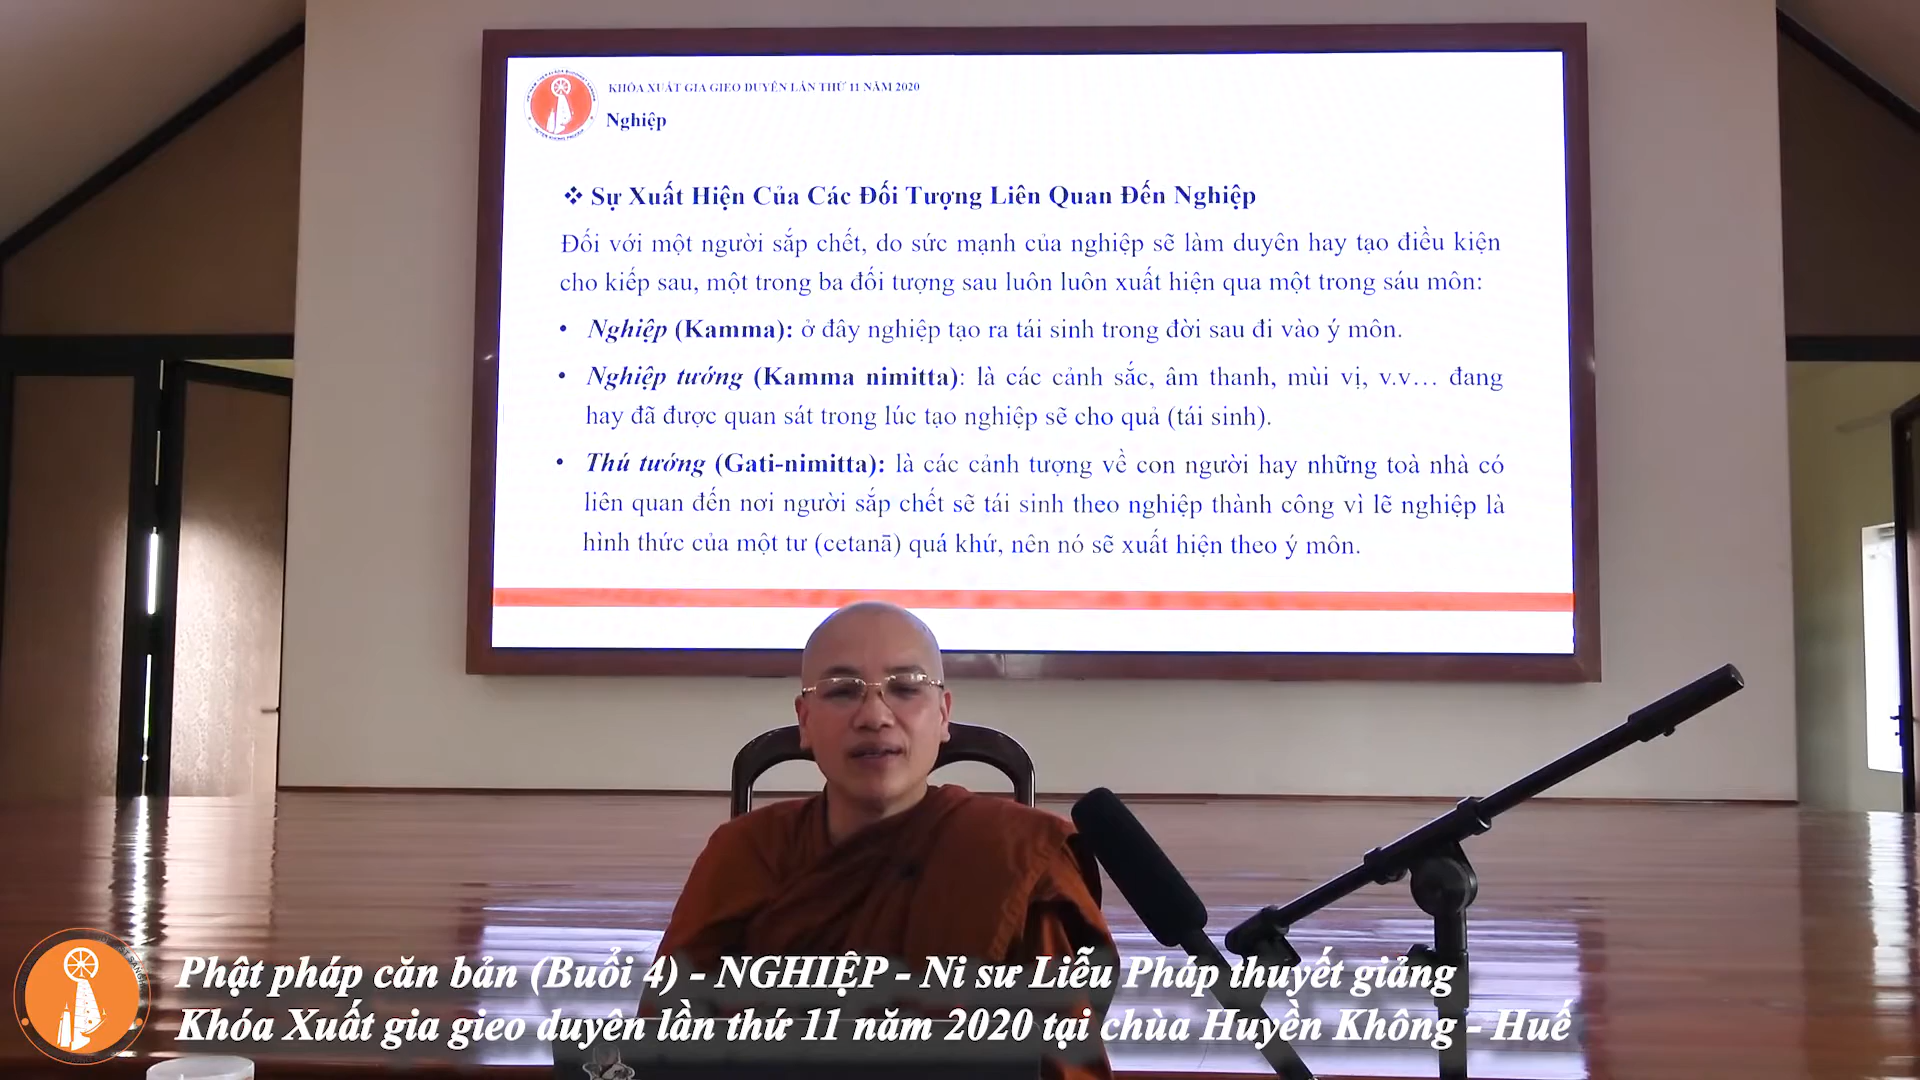 KHÓA XUẤT GIA GIEO DUYÊN LẦN THỨ 11 NĂM 2020
Nghiệp
❖ Sự Xuất Hiện Của Các Đối Tượng Liên Quan Đến Nghiệp
Đối với một người sắp chết, do sức mạnh của nghiệp sẽ làm duyên hay tạo điều kiện
cho kiếp sau, một trong ba đối tượng sau luôn luôn xuất hiện qua một trong sáu môn:
• Nghiệp (Kamma): ở đây nghiệp tạo ra tái sinh trong đời sau đi vào ý môn.
• Nghiệp tướng (Kamma nimitta): là các cảnh sắc, âm thanh, mùi vị, v.v… đang
hay đã được quan sát trong lúc tạo nghiệp sẽ cho quả (tái sinh).
• Thú tướng (Gati-nimitta): là các cảnh tượng về con người hay những toà nhà có
liên quan đến nơi người sắp chết sẽ tái sinh theo nghiệp thành công vì lẽ nghiệp là
hình thức của một tư (cetanā) quá khứ, nên nó sẽ xuất hiện theo ý môn.
Phật pháp căn bản (Buổi 4) - NGHIỆP - Ni sư Liễu Pháp thuyết giảng
Khóa Xuất gia gieo duyên lần thứ 11 năm 2020 tại chùa Huyền Không - Huế